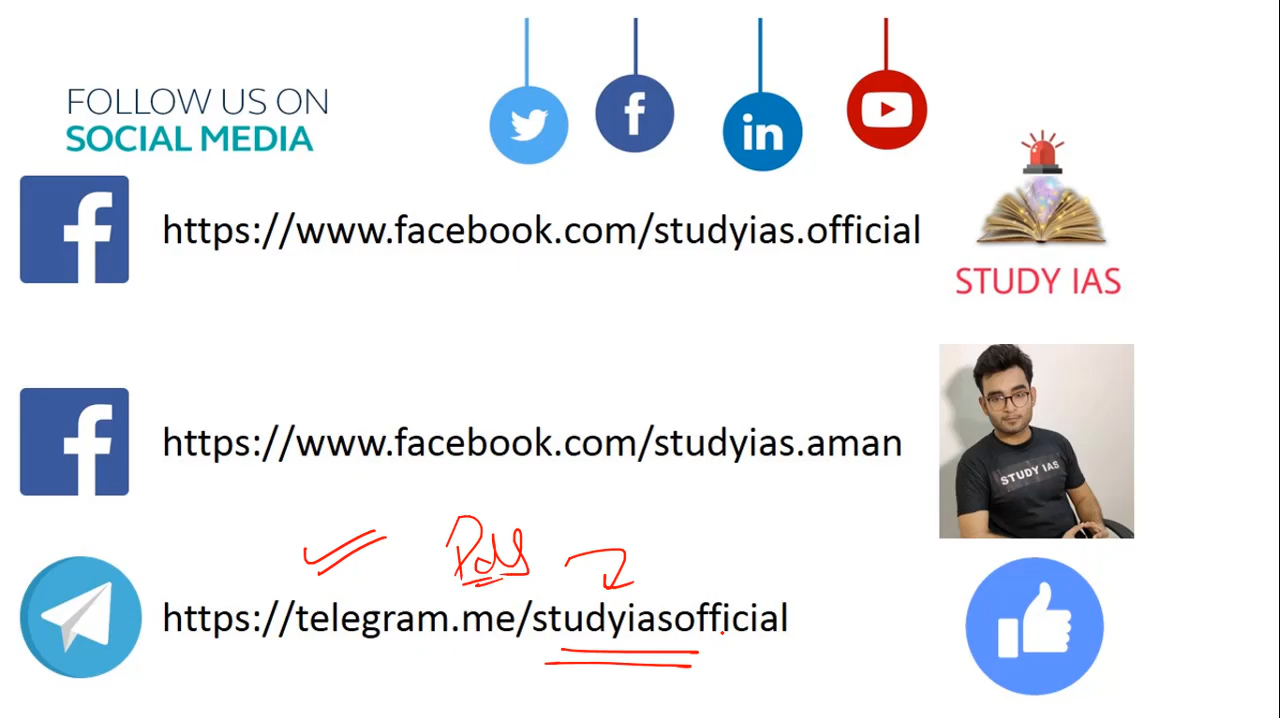 FOLLOW US ON
SOCIAL MEDIA
https://www.facebook.com/studyias.official
STUDY IAS
https://www.facebook.com/studyias.aman
STUDY IAS
Pdf
https://telegram.me/studyiasofficial